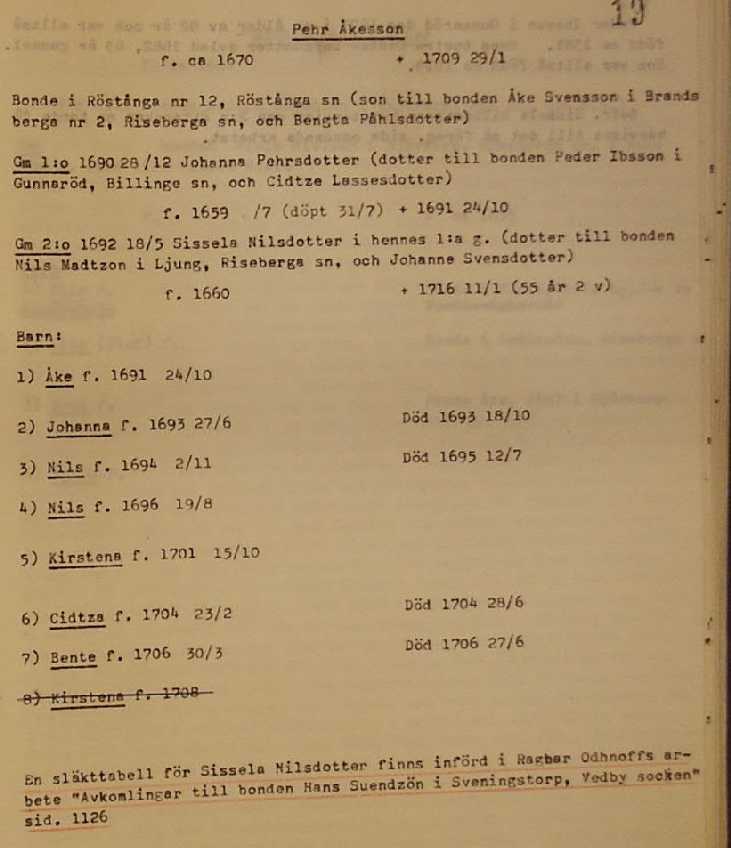 19
Pehr Åkesson
f. ca 1670 + 1709 29/1
Bonde i Röstånga nr 12, Röstånga sn (son till bonden Åke Svensson i Brands
berga nr 2, Riseberga sn, och Bengta Påhlsdotter)
Gm 1:o 1690 28/12 Johanna Pehrsdotter (dotter till bonden Peder Ibsson i
Gunnaröd, Billinge sn, och Cidtze Lassesdotter)
f. 1659 /7 (döpt 31/7) + 1691 24/10
Gm 2:o 1692 18/5 Sissela Nilsdotter i hennes 1:a g. (dotter till bonden
Nils Madtzon i Ljung, Riseberga sn, och Johanna Svensdotter)
f. 1660 + 1716 11/1 (55 år 2 v)
Barn:
1) Åke f. 1691 24/10
2) Johanna f. 1693 27/6 Död 1693 18/10
3) Nils f. 1694 2/11 Död 1695 12/7
4) Nils f. 1696 19/8
5) Kirstena f. 1701 15/10
6) Cidtza f. 1704 23/2 Död 1704 28/6
7) Bente f. 1706 30/3 Död 1706 27/6
8) Kirstena f. 1708
En släkttabell för Sissela Nilsdotter finns införd i Ragbar Odhnoffs ar-
bete "Avkomlingar till bonden Hans Suendzön i Sveningstorp, Vedby socken"
sid. 1126